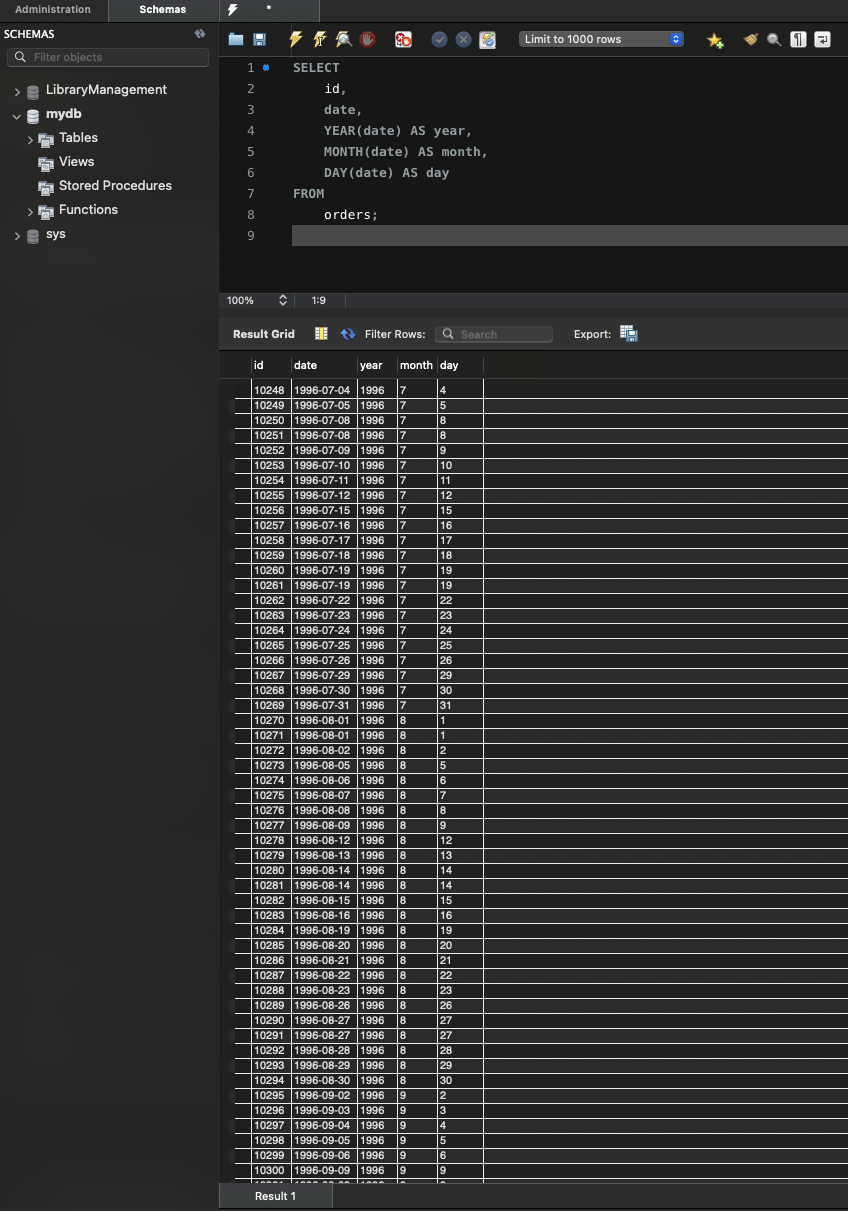 Administration Schemas *
SCHEMAS
Filter objects
LibraryManagement
mydb
Tables
Views
Stored Procedures
Functions
sys
Limit to 1000 rows
1 SELECT
2 id,
3 date,
4 YEAR(date) AS year,
5 MONTH(date) AS month,
6 DAY(date) AS day
7 FROM
8 orders;
9
100% 1:9
Result Grid Filter Rows: Search Export:
id date year month day
10248 1996-07-04 1996 7 4
10249 1996-07-05 1996 7 5
10250 1996-07-08 1996 7 8
10251 1996-07-08 1996 7 8
10252 1996-07-09 1996 7 9
10253 1996-07-10 1996 7 10
10254 1996-07-11 1996 7 11
10255 1996-07-12 1996 7 12
10256 1996-07-15 1996 7 15
10257 1996-07-16 1996 7 16
10258 1996-07-17 1996 7 17
10259 1996-07-18 1996 7 18
10260 1996-07-19 1996 7 19
10261 1996-07-19 1996 7 19
10262 1996-07-22 1996 7 22
10263 1996-07-23 1996 7 23
10264 1996-07-24 1996 7 24
10265 1996-07-25 1996 7 25
10266 1996-07-26 1996 7 26
10267 1996-07-29 1996 7 29
10268 1996-07-30 1996 7 30
10269 1996-07-31 1996 7 31
10270 1996-08-01 1996 8 1
10271 1996-08-01 1996 8 1
10272 1996-08-02 1996 8 2
10273 1996-08-05 1996 8 5
10274 1996-08-06 1996 8 6
10275 1996-08-07 1996 8 7
10276 1996-08-08 1996 8 8
10277 1996-08-09 1996 8 9
10278 1996-08-12 1996 8 12
10279 1996-08-13 1996 8 13
10280 1996-08-14 1996 8 14
10281 1996-08-14 1996 8 14
10282 1996-08-15 1996 8 15
10283 1996-08-16 1996 8 16
10284 1996-08-19 1996 8 19
10285 1996-08-20 1996 8 20
10286 1996-08-21 1996 8 21
10287 1996-08-22 1996 8 22
10288 1996-08-23 1996 8 23
10289 1996-08-26 1996 8 26
10290 1996-08-27 1996 8 27
10291 1996-08-27 1996 8 27
10292 1996-08-28 1996 8 28
10293 1996-08-29 1996 8 29
10294 1996-08-30 1996 8 30
10295 1996-09-02 1996 9 2
10296 1996-09-03 1996 9 3
10297 1996-09-04 1996 9 4
10298 1996-09-05 1996 9 5
10299 1996-09-06 1996 9 6
10300 1996-09-09 1996 9 9
Result 1